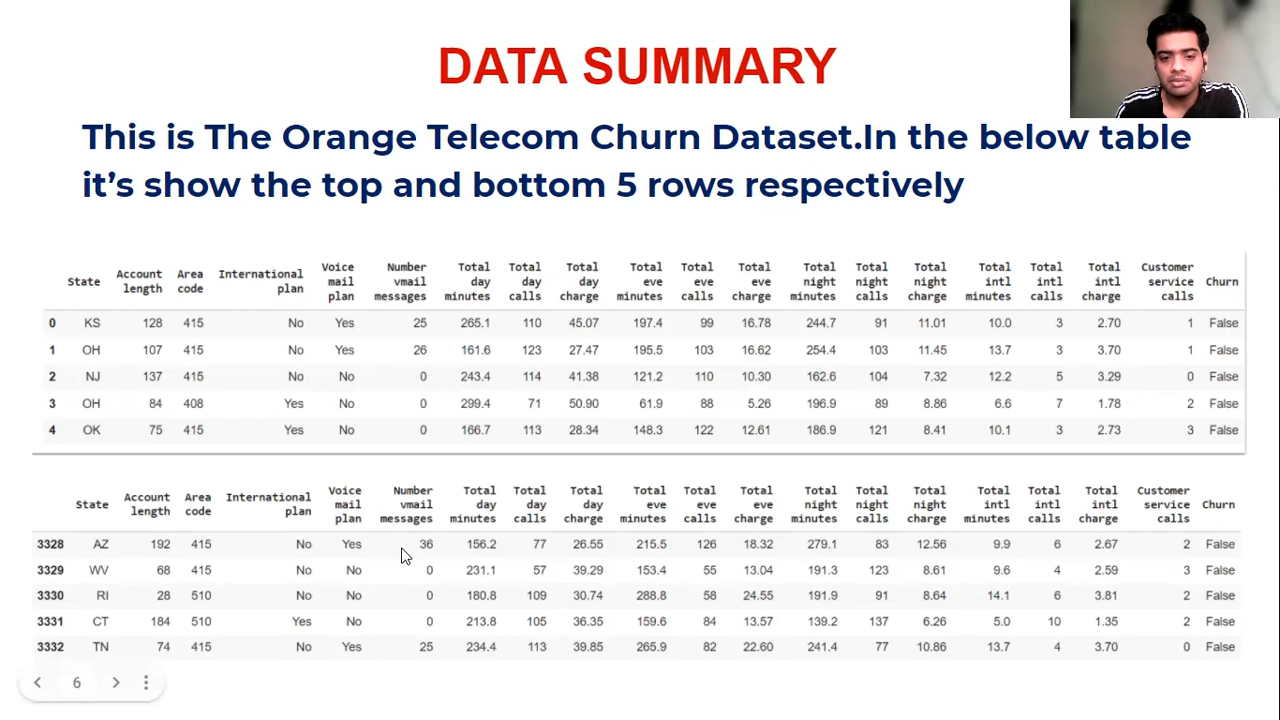 DATA SUMMARY
This is The Orange Telecom Churn Dataset.In the below table
it’s show the top and bottom 5 rows respectively
State Account length Area code International plan Voice mail plan Number vmail messages Total day minutes Total day calls Total day charge Total eve minutes Total eve calls Total eve charge Total night minutes Total night calls Total night charge Total intl minutes Total intl calls Total intl charge Customer service calls Churn
0 KS 128 415 No Yes 25 265.1 110 45.07 197.4 99 16.78 244.7 91 11.01 10.0 3 2.70 1 False
1 OH 107 415 No Yes 26 161.6 123 27.47 195.5 103 16.62 254.4 103 11.45 13.7 3 3.70 1 False
2 NJ 137 415 No No 0 243.4 114 41.38 121.2 110 10.30 162.6 104 7.32 12.2 5 3.29 0 False
3 OH 84 408 Yes No 0 299.4 71 50.90 61.9 88 5.26 196.9 89 8.86 6.6 7 1.78 2 False
4 OK 75 415 Yes No 0 166.7 113 28.34 148.3 122 12.61 186.9 121 8.41 10.1 3 2.73 3 False
State Account length Area code International plan Voice mail plan Number vmail messages Total day minutes Total day calls Total day charge Total eve minutes Total eve calls Total eve charge Total night minutes Total night calls Total night charge Total intl minutes Total intl calls Total intl charge Customer service calls Churn
3328 AZ 192 415 No Yes 36 156.2 77 26.55 215.5 126 18.32 279.1 83 12.56 9.9 6 2.67 2 False
3329 WV 68 415 No No 0 231.1 57 39.29 153.4 55 13.04 191.3 123 8.61 9.6 4 2.59 3 False
3330 RI 28 510 No No 0 180.8 109 30.74 288.8 58 24.55 191.9 91 8.64 14.1 6 3.81 2 False
3331 CT 184 510 Yes No 0 213.8 105 36.35 159.6 84 13.57 139.2 137 6.26 5.0 10 1.35 2 False
3332 TN 74 415 No Yes 25 234.4 113 39.85 265.9 82 22.60 241.4 77 10.86 13.7 4 3.70 0 False
6